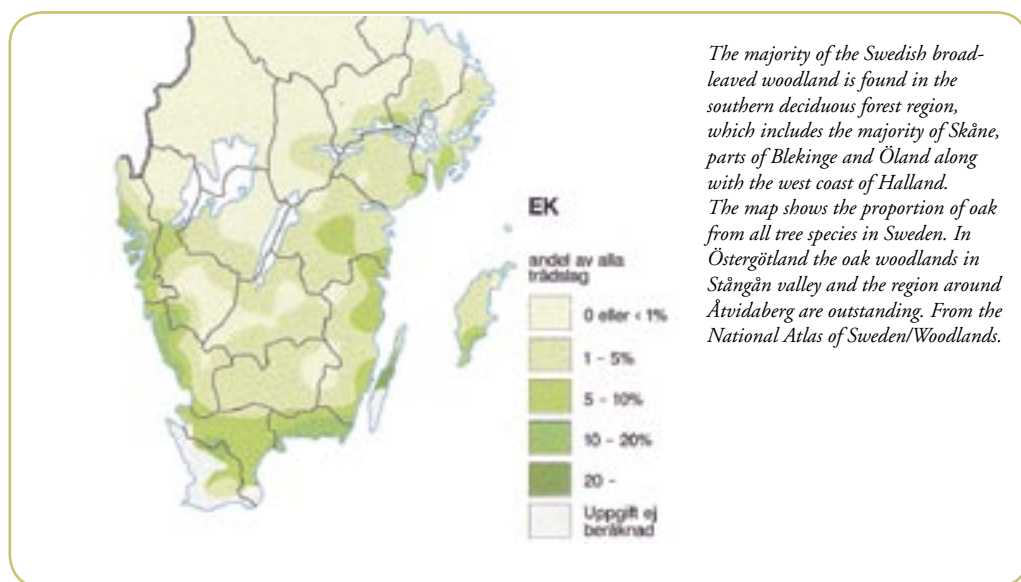 The majority of the Swedish broad-
leaved woodland is found in the
southern deciduous forest region,
which includes the majority of Skåne,
parts of Blekinge and Öland along
with the west coast of Halland.
The map shows the proportion of oak
from all tree species in Sweden. In
Östergötland the oak woodlands in
Stångån valley and the region around
Åtvidaberg are outstanding. From the
National Atlas of Sweden/Woodlands.
EK
andel av alla
trädslag
0 eller < 1%
1 - 5%
5 - 10%
10 - 20%
20 -
Uppgift ej
beräknad